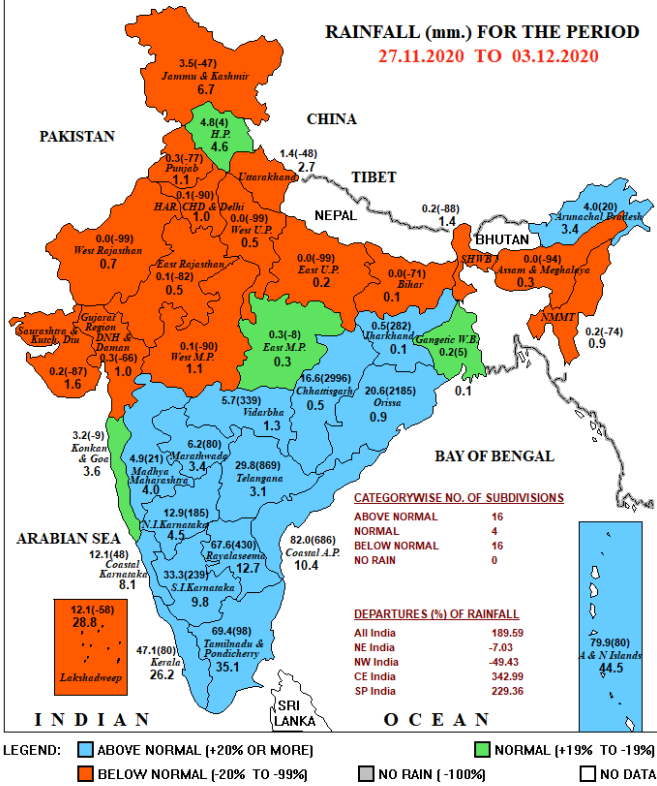 RAINFALL (mm.) FOR THE PERIOD
27.11.2020 TO 03.12.2020
3.5(-47)
Jammu & Kashmir
6.7
4.8(4)
H.P.
4.6
CHINA
PAKISTAN
0.3(-77)
Punjab
1.1
1.4(-48)
Uttarakhand
2.7
TIBET
0.1(-90)
HAR. CHD & Delhi
1.0
0.0(-99)
West U.P.
0.5
NEPAL
0.2(-88)
1.4
SHWB
BHUTAN
4.0(20)
Arunachal Pradesh
3.4
0.0(-99)
West Rajasthan
0.7
East Rajasthan
0.1(-82)
0.5
0.0(-99)
East U.P.
0.2
0.0(-71)
Bihar
0.1
0.0(-94)
Assam & Meghalaya
0.3
NMMT
0.2(-74)
0.9
Saurashtra &
Kutch, Diu
0.2(-87)
1.6
Gujarat
Region
DNH &
Daman
0.3(-66)
1.0
0.1(-90)
West M.P.
1.1
0.3(-8)
East M.P.
0.3
0.5(282)
Jharkhand
0.1
Gangetic W.B.
0.2(5)
0.1
16.6(2996)
Chhattisgarh
0.5
20.6(2185)
Orissa
0.9
5.7(339)
Vidarbha
1.3
3.2(-9)
Konkan
& Goa
3.6
4.9(21)
Madhya
Maharashtra
4.0
6.2(80)
Marathwada
3.4
29.8(869)
Telangana
3.1
BAY OF BENGAL
12.9(185)
N.I.Karnataka
4.5
67.6(430)
Rayalaseema
12.7
82.0(686)
Coastal A.P.
10.4
ARABIAN SEA
12.1(48)
Coastal
Karnataka
8.1
33.3(239)
S.I.Karnataka
9.8
CATEGORYWISE NO. OF SUBDIVISIONS
ABOVE NORMAL 16
NORMAL 4
BELOW NORMAL 16
NO RAIN 0
DEPARTURES (%) OF RAINFALL
All India 189.59
NE India -7.03
NW India -49.43
CE India 342.99
SP India 229.36
12.1(-58)
28.8
Lakshadweep
47.1(80)
Kerala
26.2
69.4(98)
Tamilnadu &
Pondicherry
35.1
79.9(80)
A & N Islands
44.5
SRI
LANKA
INDIAN OCEAN
LEGEND: ABOVE NORMAL (+20% OR MORE) NORMAL (+19% TO -19%)
BELOW NORMAL (-20% TO -99%) NO RAIN (-100%) NO DATA